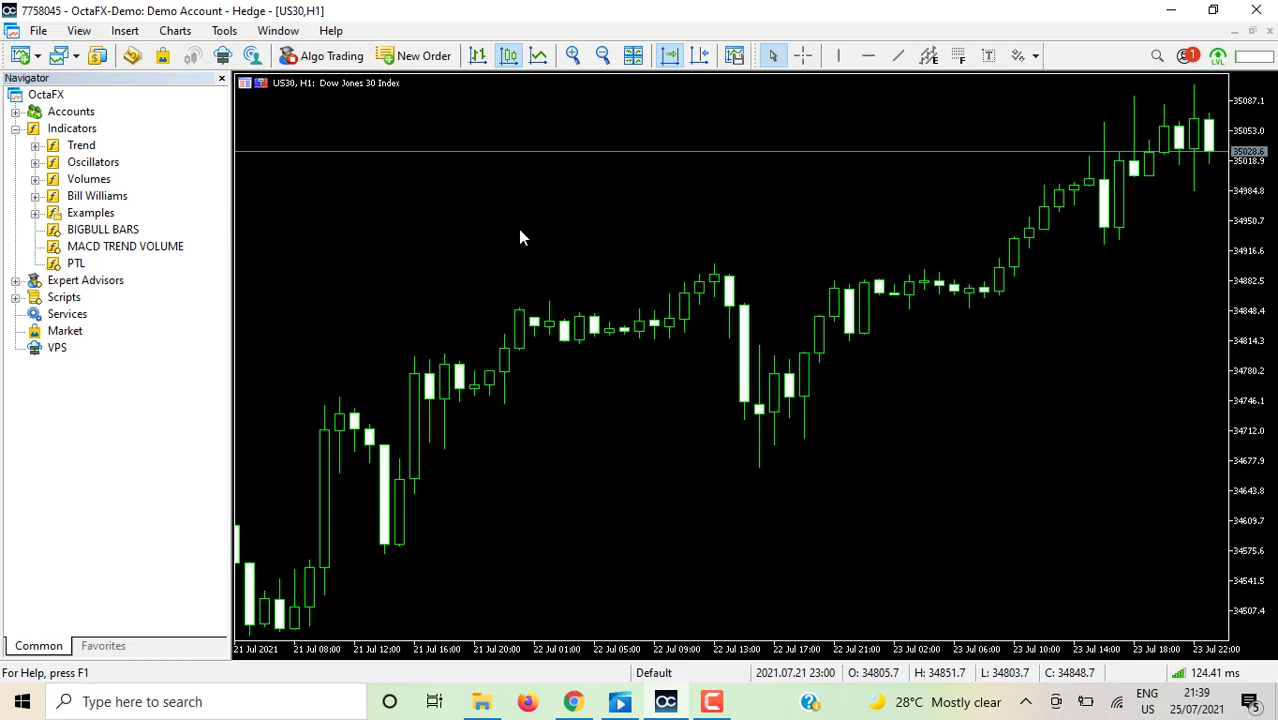 7758045 - OctaFX-Demo: Demo Account - Hedge - [US30,H1]
File View Insert Charts Tools Window Help
Algo Trading New Order
1 LVL
Navigator
OctaFX
Accounts
Indicators
Trend
Oscillators
Volumes
Bill Williams
Examples
BIGBULL BARS
MACD TREND VOLUME
PTL
Expert Advisors
Scripts
Services
Market
VPS
Common Favorites
US30, H1: Dow Jones 30 Index
35087.1
35053.0
35028.6
35018.9
34984.8
34950.7
34916.6
34882.5
34848.4
34814.3
34780.2
34746.1
34712.0
34677.9
34643.8
34609.7
34575.6
34541.5
34507.4
21 Jul 2021 21 Jul 08:00 21 Jul 12:00 21 Jul 16:00 21 Jul 20:00 22 Jul 01:00 22 Jul 05:00 22 Jul 09:00 22 Jul 13:00 22 Jul 17:00 22 Jul 21:00 23 Jul 02:00 23 Jul 06:00 23 Jul 10:00 23 Jul 14:00 23 Jul 18:00 23 Jul 22:00
For Help, press F1 Default 2021.07.21 23:00 O: 34805.7 H: 34851.7 L: 34803.7 C: 34848.7 124.41 ms
Type here to search
28°C Mostly clear
ENG
US
21:39
25/07/2021
5